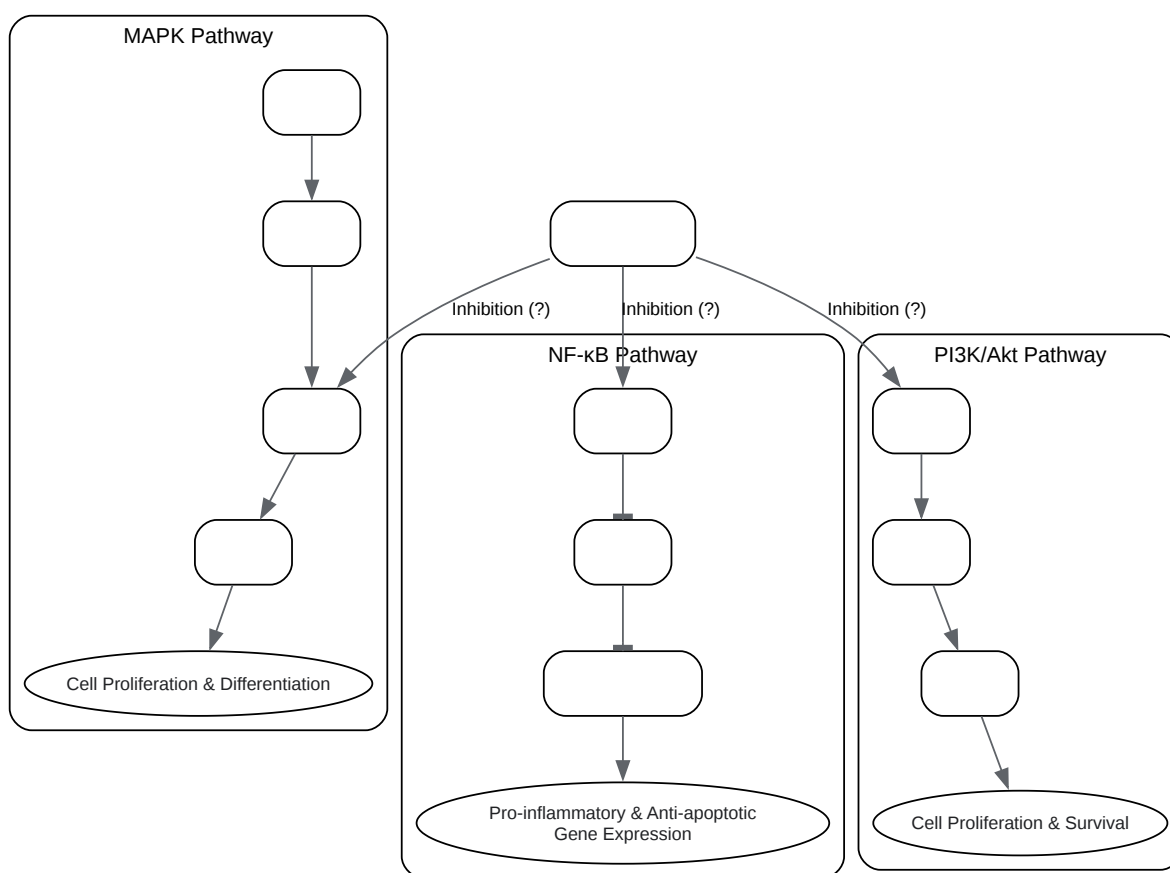 MAPK Pathway
Inhibition (?)
Inhibition (?)
Inhibition (?)
NF-κB Pathway
PI3K/Akt Pathway
Cell Proliferation & Differentiation
Pro-inflammatory & Anti-apoptotic
Gene Expression
Cell Proliferation & Survival